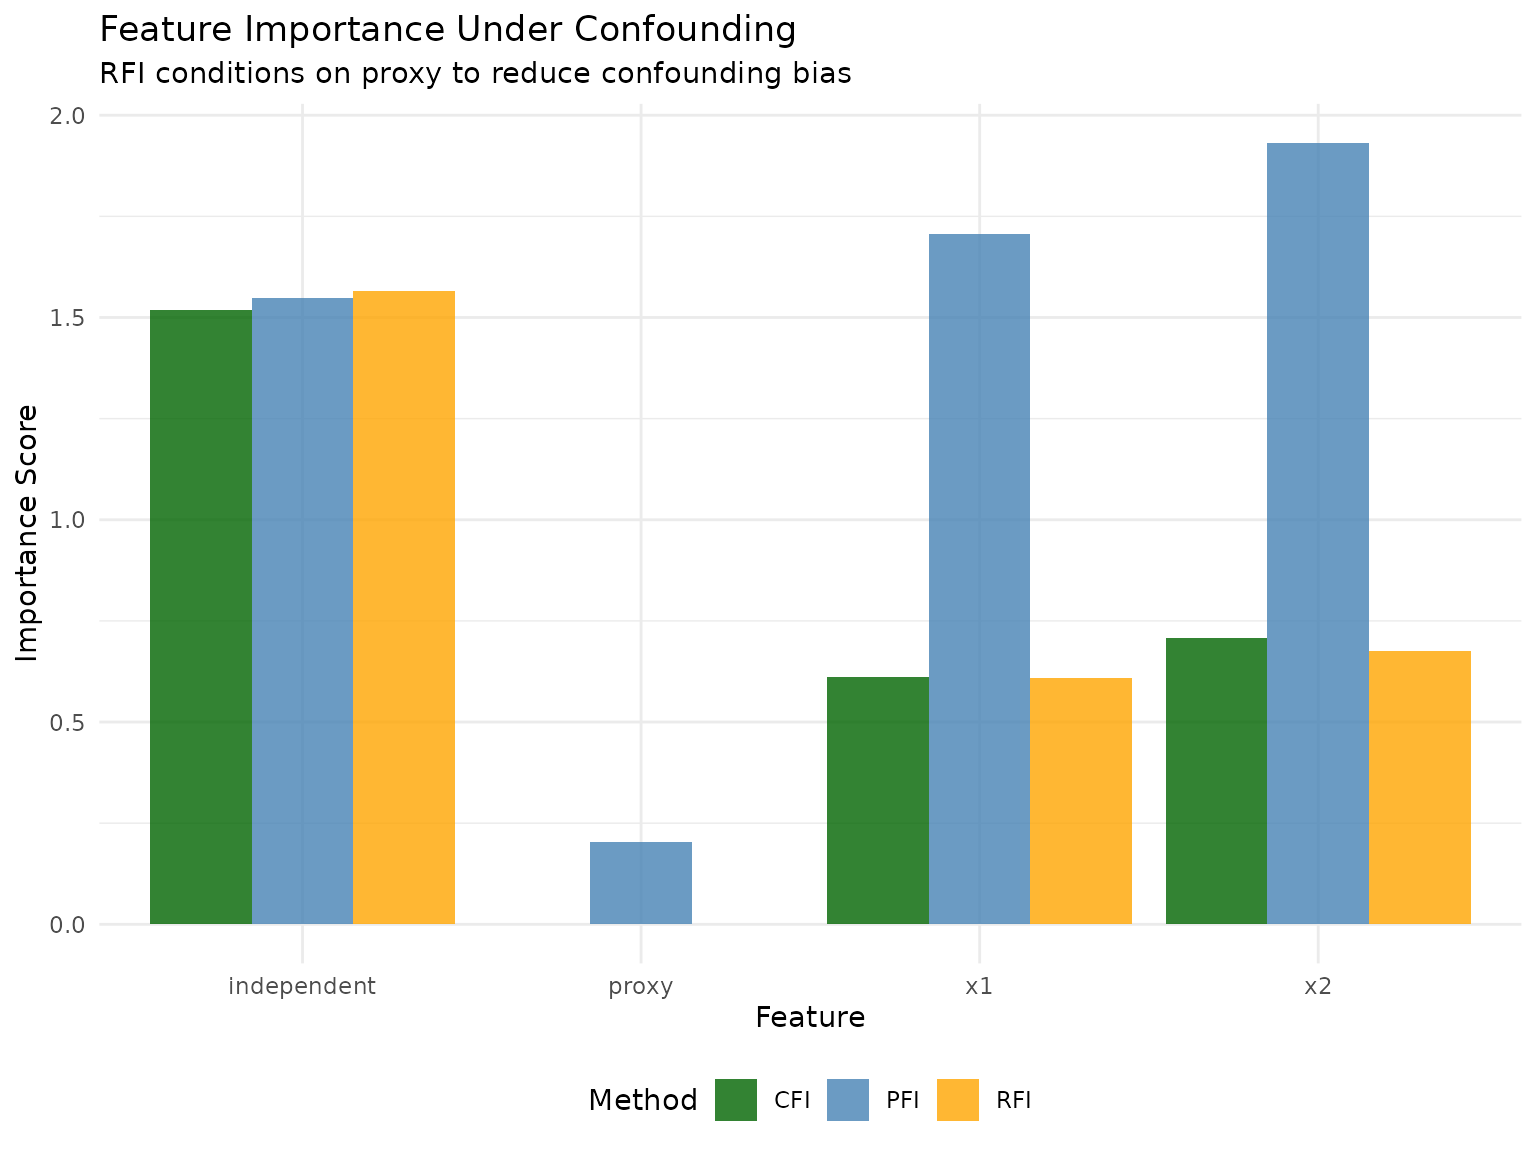 Feature Importance Under Confounding
RFI conditions on proxy to reduce confounding bias
Importance Score
2.0
1.5
1.0
0.5
0.0
independent proxy x1 x2
Feature
Method CFI PFI RFI